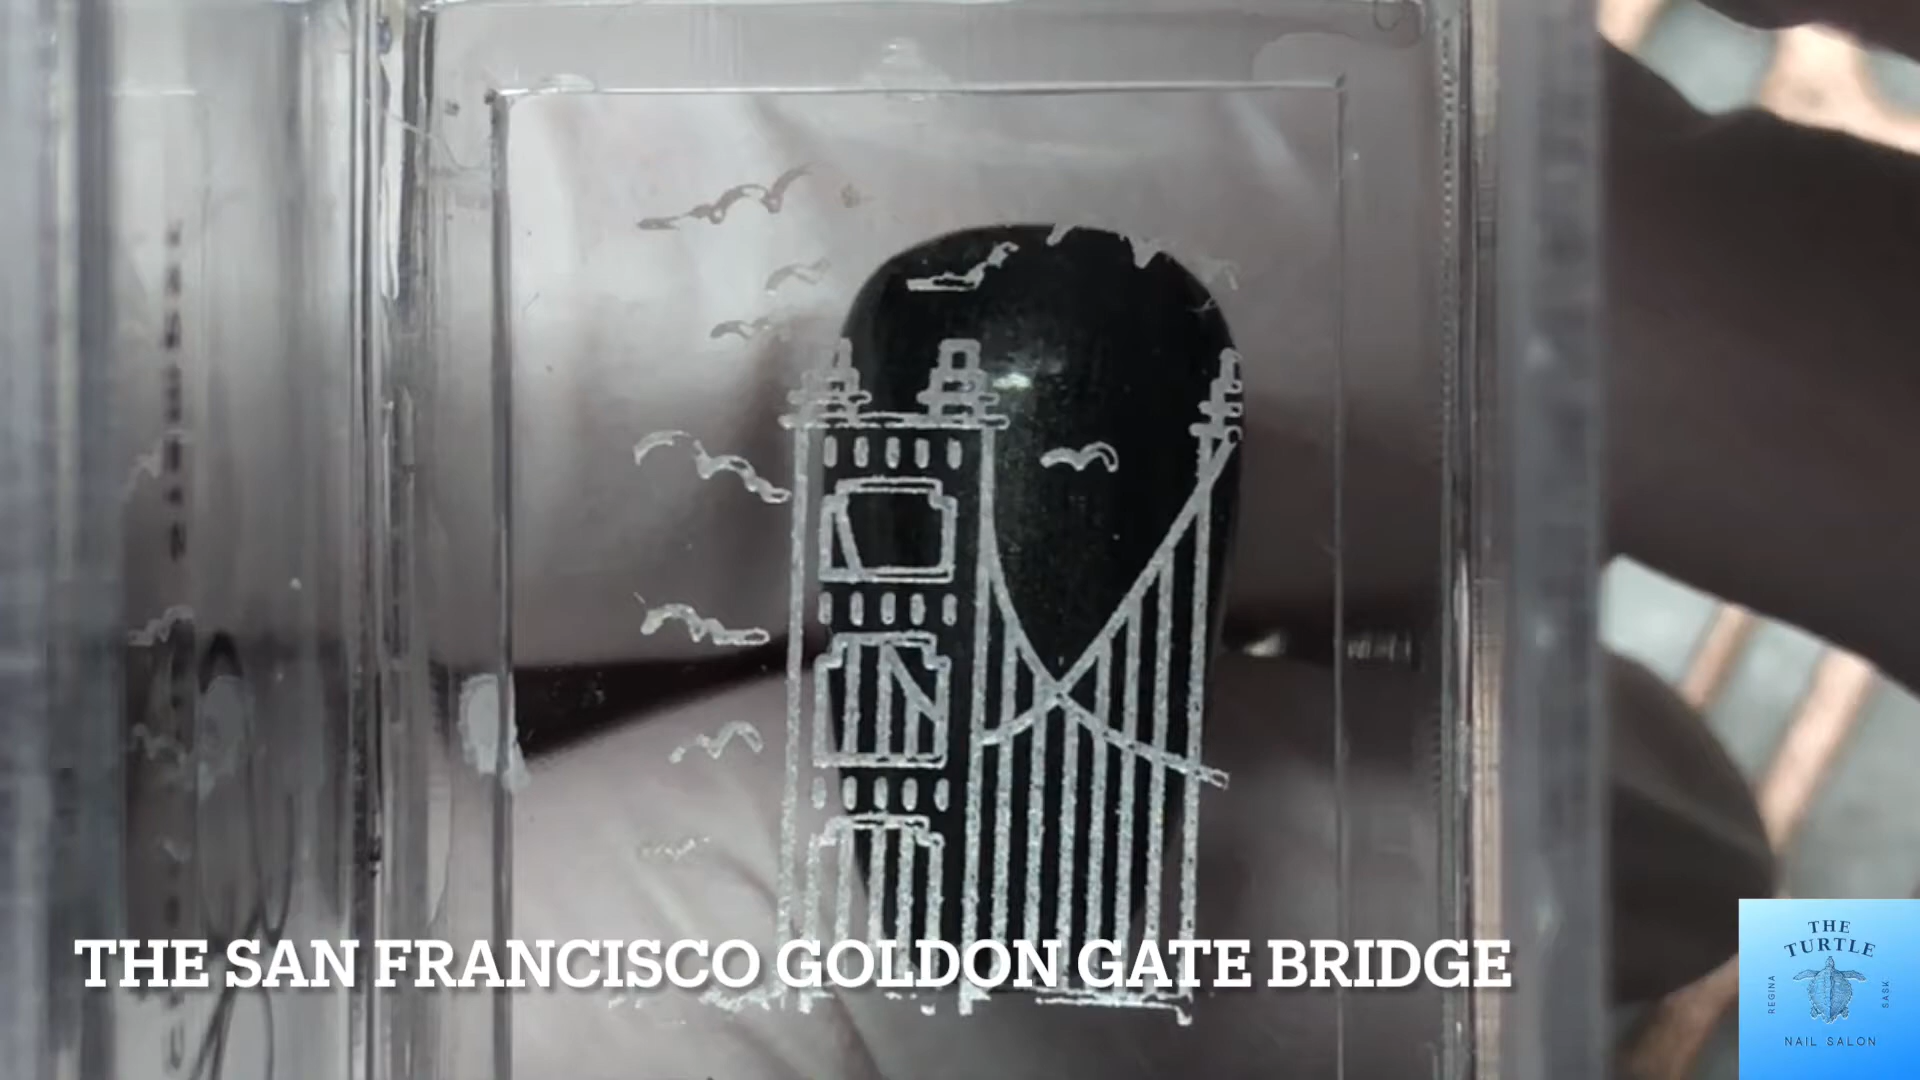 THE SAN FRANCISCO GOLDON GATE BRIDGE
THE
TURTLE
REGINA
SASK
NAIL SALON